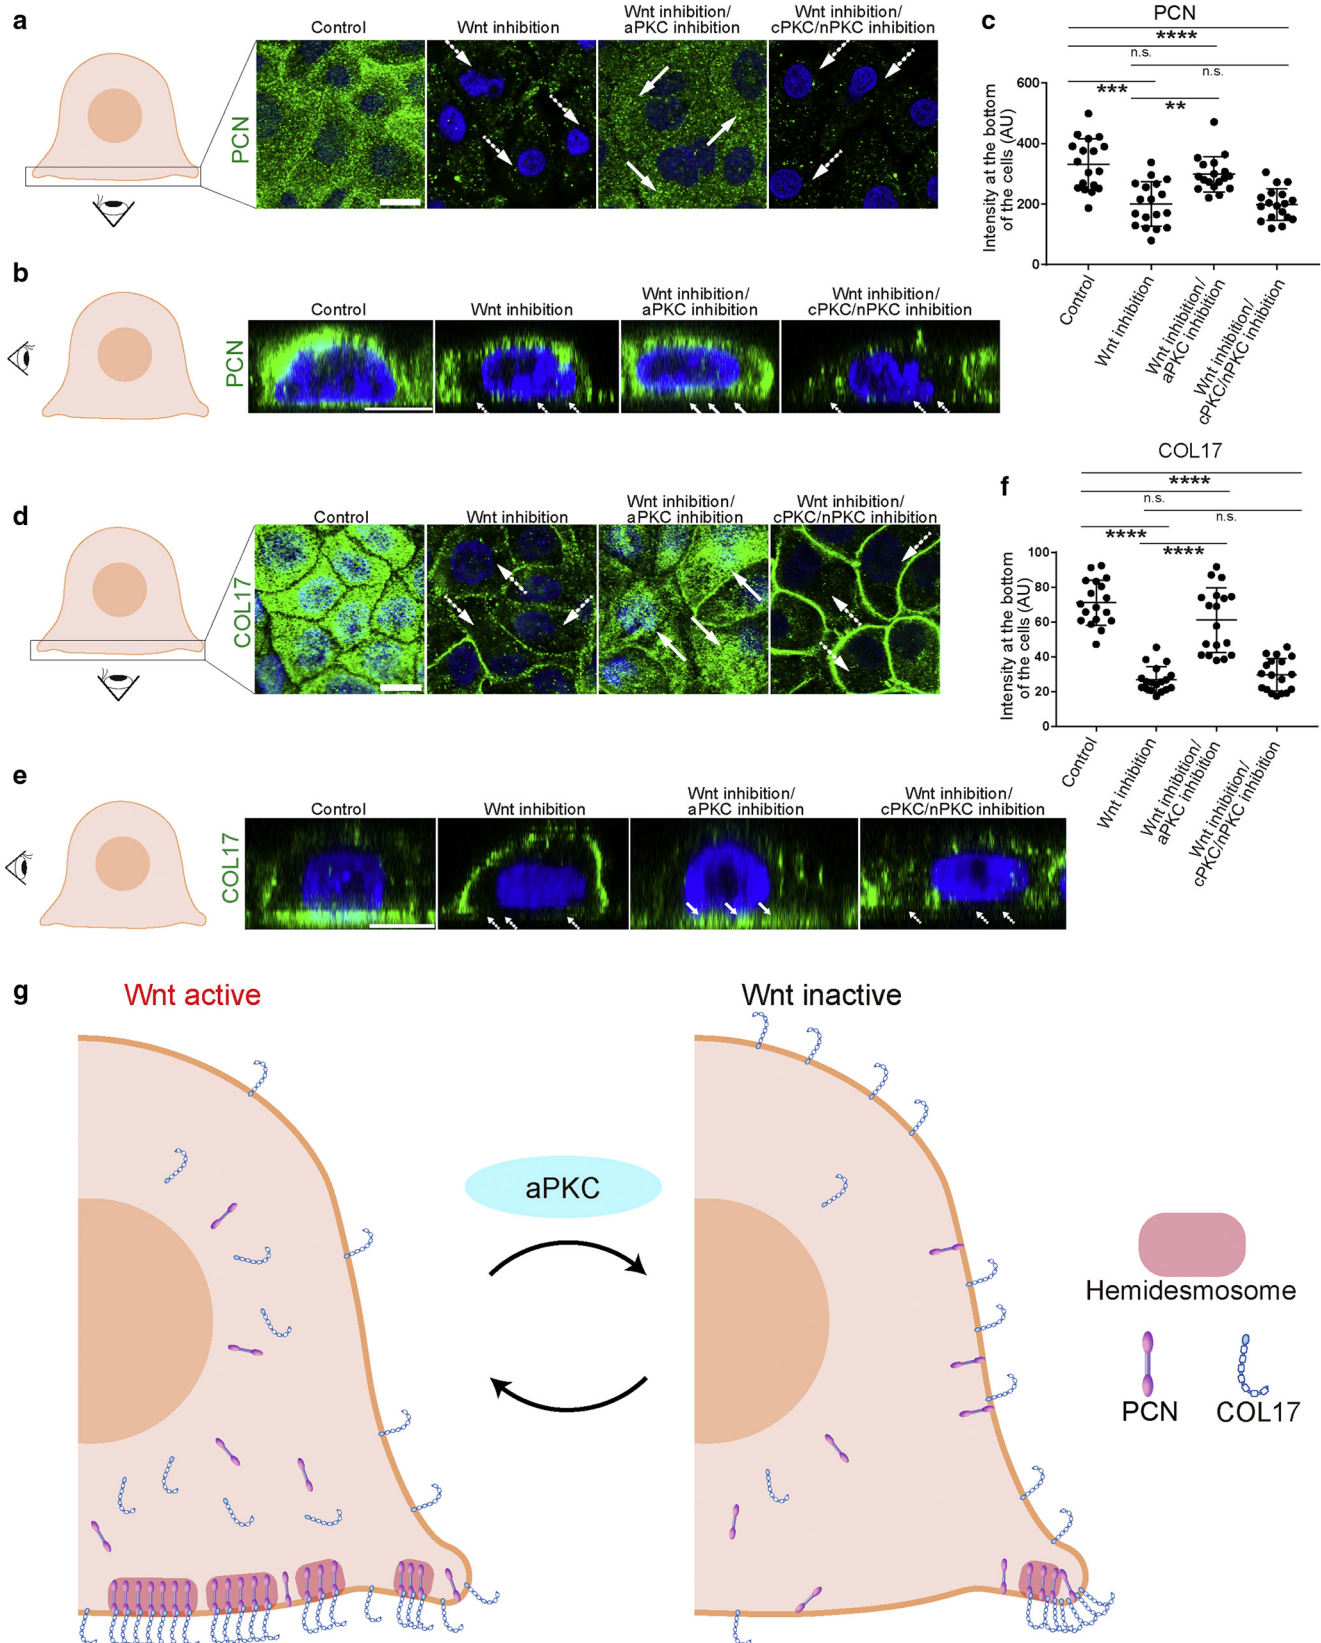 a
Control
Wnt inhibition
Wnt inhibition/
aPKC inhibition
Wnt inhibition/
cPKC/nPKC inhibition
PCN
c
PCN
****
n.s.
n.s.
***
**
Intensity at the bottom
of the cells (AU)
600
400
200
0
Control
Wnt inhibition
Wnt inhibition/
aPKC inhibition
Wnt inhibition/
cPKC/nPKC inhibition
b
Control
Wnt inhibition
Wnt inhibition/
aPKC inhibition
Wnt inhibition/
cPKC/nPKC inhibition
PCN
d
Control
Wnt inhibition
Wnt inhibition/
aPKC inhibition
Wnt inhibition/
cPKC/nPKC inhibition
COL17
f
COL17
****
n.s.
n.s.
****
****
Intensity at the bottom
of the cells (AU)
100
80
60
40
20
0
Control
Wnt inhibition
Wnt inhibition/
aPKC inhibition
Wnt inhibition/
cPKC/nPKC inhibition
e
Control
Wnt inhibition
Wnt inhibition/
aPKC inhibition
Wnt inhibition/
cPKC/nPKC inhibition
COL17
g
Wnt active
Wnt inactive
aPKC
Hemidesmosome
PCN
COL17